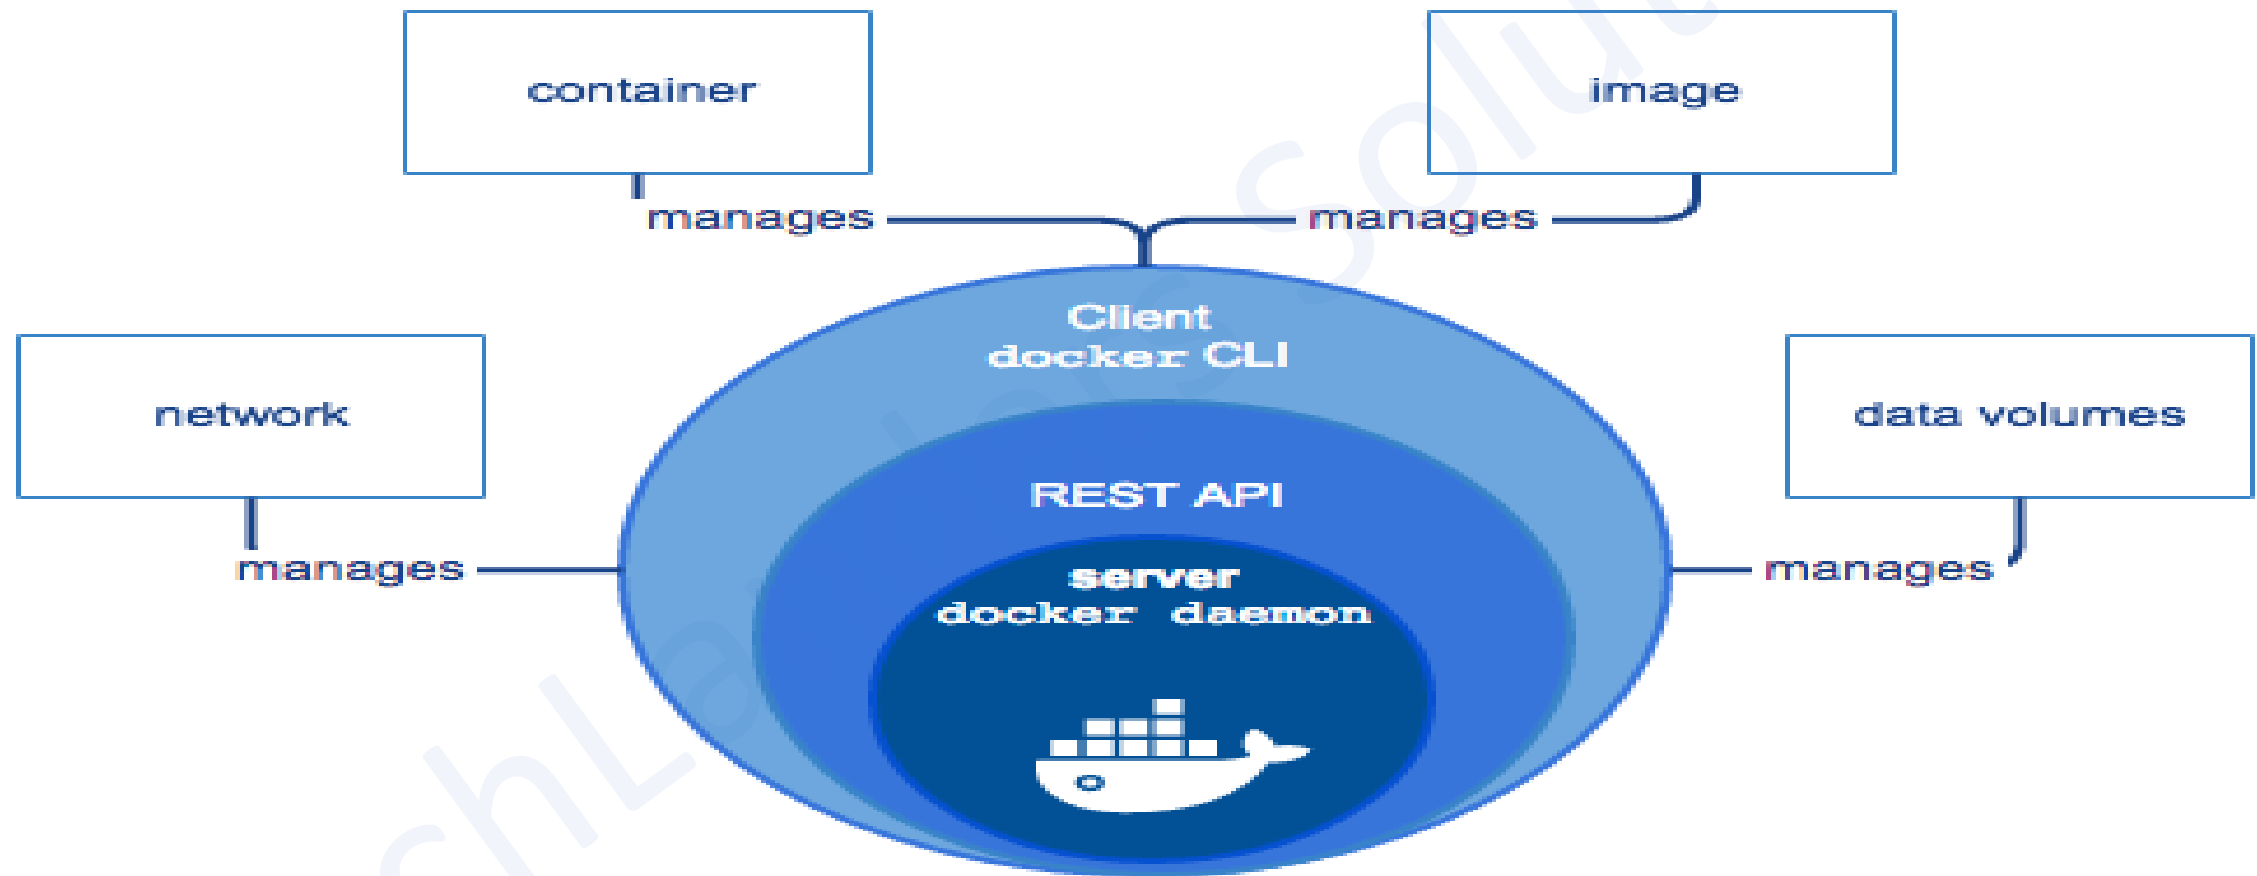 container
image
manages
manages
Client
docker CLI
network
data volumes
REST API
manages
manages
server
docker daemon